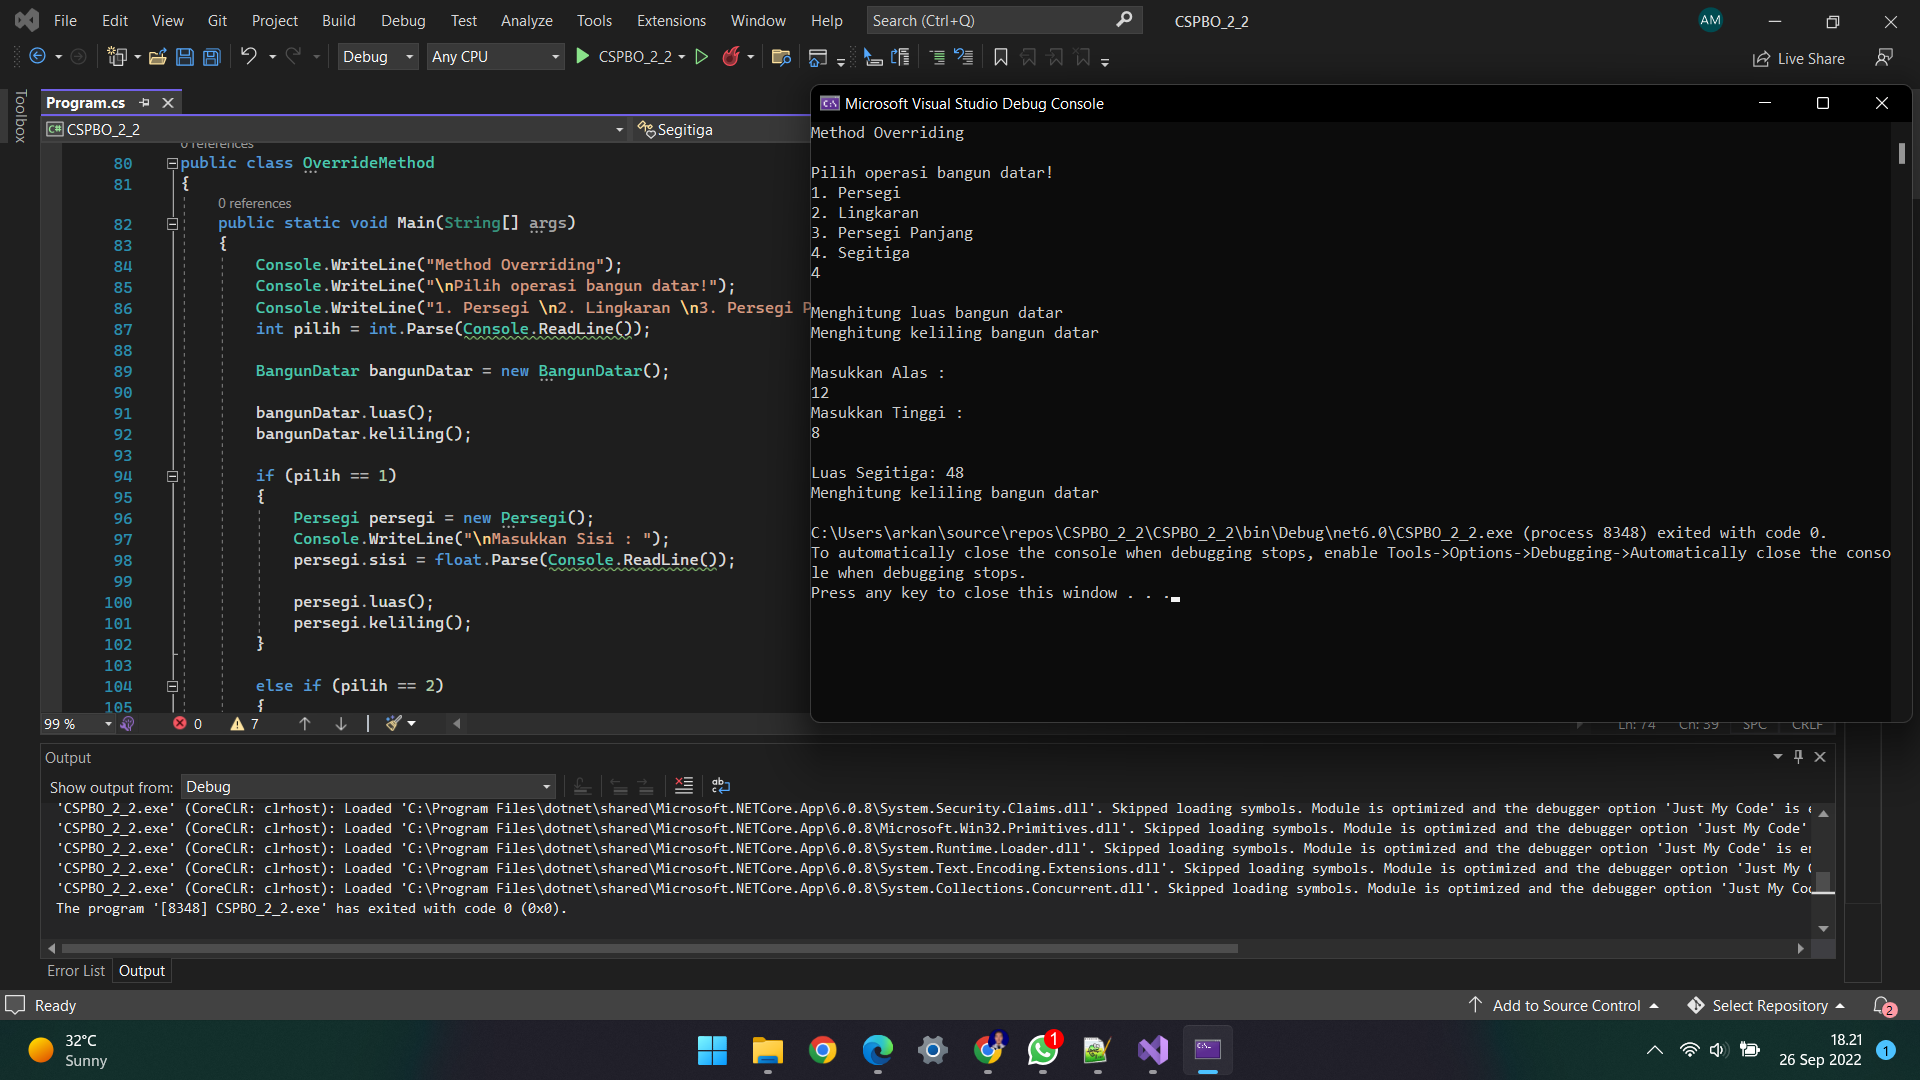 File Edit View Git Project Build Debug Test Analyze Tools Extensions Window Help Search (Ctrl+Q) CSPBO_2_2 AM
Debug Any CPU CSPBO_2_2 Live Share
Toolbox
Program.cs
CSPBO_2_2 Segitiga
0 references
80 public class OverrideMethod
81 {
0 references
82 public static void Main(String[] args)
83 {
84 Console.WriteLine("Method Overriding");
85 Console.WriteLine("\nPilih operasi bangun datar!");
86 Console.WriteLine("1. Persegi \n2. Lingkaran \n3. Persegi P
87 int pilih = int.Parse(Console.ReadLine());
88
89 BangunDatar bangunDatar = new BangunDatar();
90
91 bangunDatar.luas();
92 bangunDatar.keliling();
93
94 if (pilih == 1)
95 {
96 Persegi persegi = new Persegi();
97 Console.WriteLine("\nMasukkan Sisi : ");
98 persegi.sisi = float.Parse(Console.ReadLine());
99
100 persegi.luas();
101 persegi.keliling();
102 }
103
104 else if (pilih == 2)
105 {
99 % 0 7
Microsoft Visual Studio Debug Console
Method Overriding
Pilih operasi bangun datar!
1. Persegi
2. Lingkaran
3. Persegi Panjang
4. Segitiga
4
Menghitung luas bangun datar
Menghitung keliling bangun datar
Masukkan Alas :
12
Masukkan Tinggi :
8
Luas Segitiga: 48
Menghitung keliling bangun datar
C:\Users\arkan\source\repos\CSPBO_2_2\CSPBO_2_2\bin\Debug\net6.0\CSPBO_2_2.exe (process 8348) exited with code 0.
To automatically close the console when debugging stops, enable Tools->Options->Debugging->Automatically close the conso
le when debugging stops.
Press any key to close this window . . .
Ln: 74 Ch: 39 SPC CRLF
Output
Show output from: Debug
'CSPBO_2_2.exe' (CoreCLR: clrhost): Loaded 'C:\Program Files\dotnet\shared\Microsoft.NETCore.App\6.0.8\System.Security.Claims.dll'. Skipped loading symbols. Module is optimized and the debugger option 'Just My Code' is
'CSPBO_2_2.exe' (CoreCLR: clrhost): Loaded 'C:\Program Files\dotnet\shared\Microsoft.NETCore.App\6.0.8\Microsoft.Win32.Primitives.dll'. Skipped loading symbols. Module is optimized and the debugger option 'Just My Code'
'CSPBO_2_2.exe' (CoreCLR: clrhost): Loaded 'C:\Program Files\dotnet\shared\Microsoft.NETCore.App\6.0.8\System.Runtime.Loader.dll'. Skipped loading symbols. Module is optimized and the debugger option 'Just My Code' is
'CSPBO_2_2.exe' (CoreCLR: clrhost): Loaded 'C:\Program Files\dotnet\shared\Microsoft.NETCore.App\6.0.8\System.Text.Encoding.Extensions.dll'. Skipped loading symbols. Module is optimized and the debugger option 'Just My
'CSPBO_2_2.exe' (CoreCLR: clrhost): Loaded 'C:\Program Files\dotnet\shared\Microsoft.NETCore.App\6.0.8\System.Collections.Concurrent.dll'. Skipped loading symbols. Module is optimized and the debugger option 'Just My
The program '[8348] CSPBO_2_2.exe' has exited with code 0 (0x0).
Error List Output
Ready Add to Source Control Select Repository 2
32°C
Sunny
1
18.21
26 Sep 2022
1